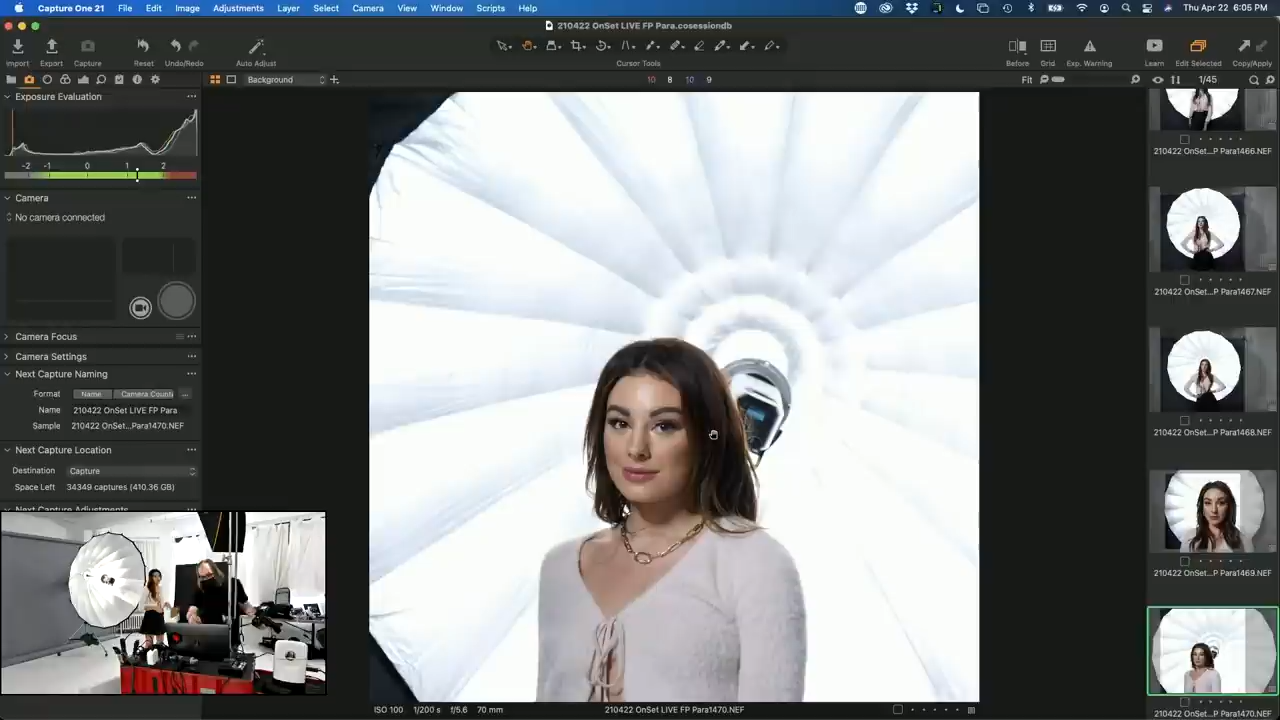 Capture One 21 File Edit Image Adjustments Layer Select Camera View Window Scripts Help Thu Apr 22 6:05 PM
210422 OnSet LIVE FP Para.cosessiondb
Import Export Capture Reset Undo/Redo Auto Adjust Cursor Tools Before Grid Exp. Warning Learn Edit Selected Copy/Apply
Background 10 8 10 9 Fit 1/45
Exposure Evaluation
-2 -1 0 1 2
Camera
No camera connected
Camera Focus
Camera Settings
Next Capture Naming
Format Name Camera Count
Name 210422 OnSet LIVE FP Para
Sample 210422 OnSet...Para1470.NEF
Next Capture Location
Destination Capture
Space Left 34349 captures (410.36 GB)
Next Capture Adjustments
210422 OnSet...P Para1466.NEF
210422 OnSet...P Para1467.NEF
210422 OnSet...P Para1468.NEF
210422 OnSet...P Para1469.NEF
210422 OnSet...P Para1470.NEF
ISO 100 1/200 s f/5.6 70 mm 210422 OnSet LIVE FP Para1470.NEF